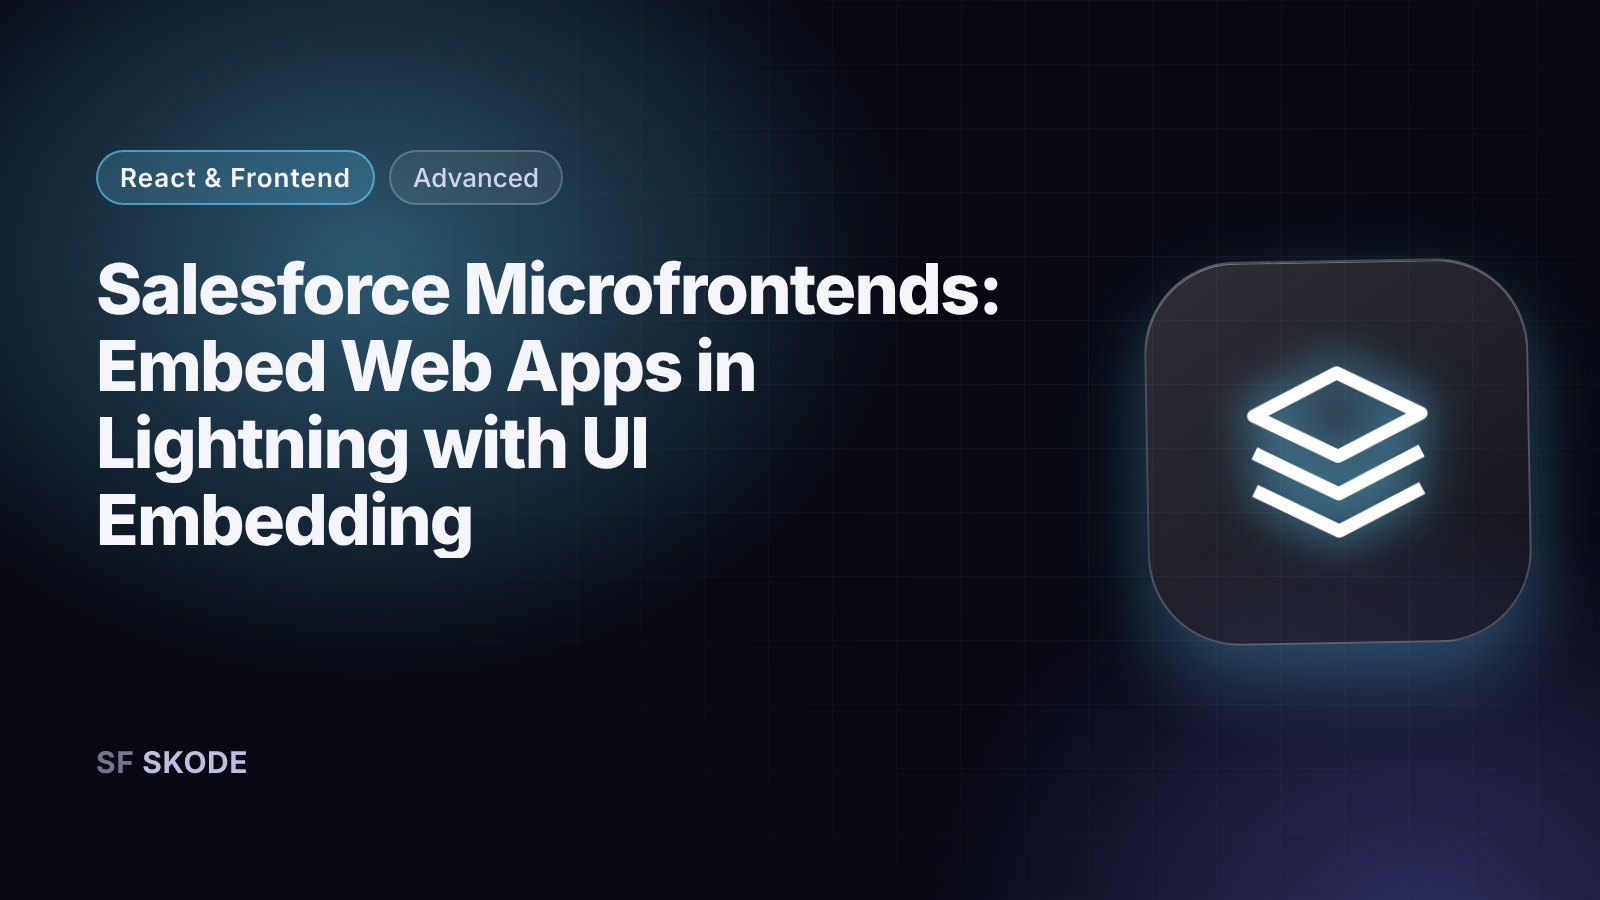 React & Frontend
Advanced
Salesforce Microfrontends:
Embed Web Apps in
Lightning with UI
Embedding
SF SKODE